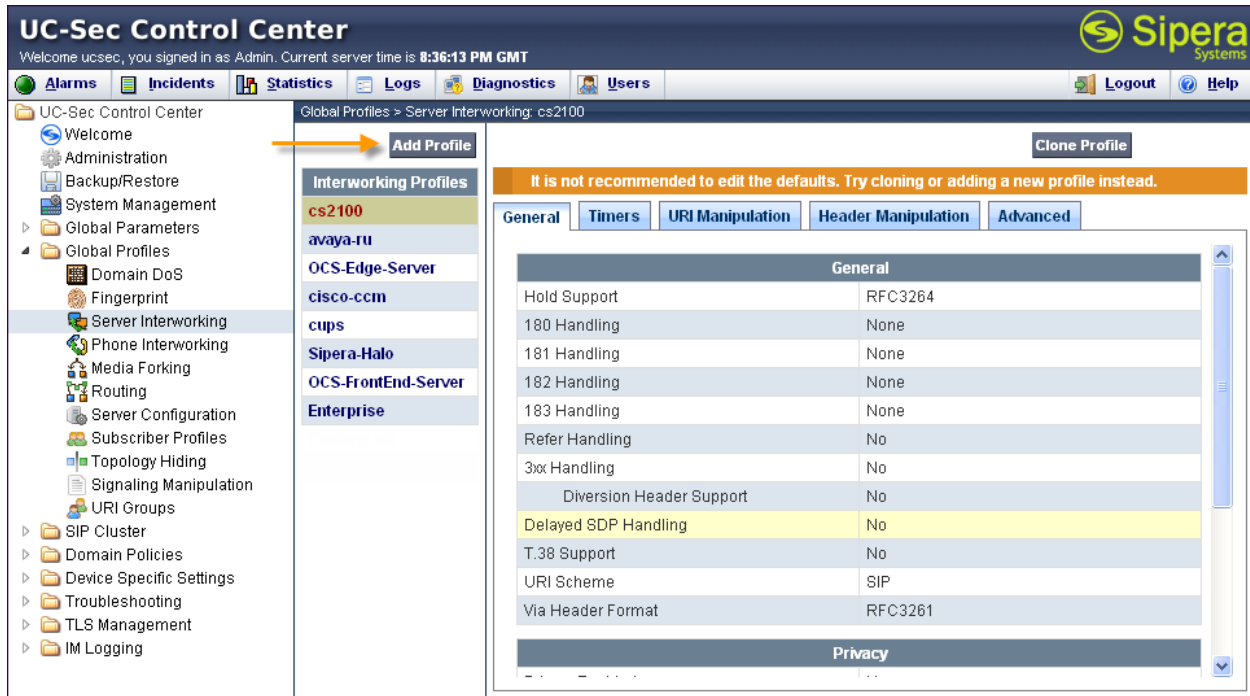 UC-Sec Control Center
Sipera
Systems
Welcome ucsec, you signed in as Admin. Current server time is 8:36:13 PM GMT
Alarms Incidents Statistics Logs Diagnostics Users Logout Help
UC-Sec Control Center
Welcome
Administration
Backup/Restore
System Management
Global Parameters
Global Profiles
Domain DoS
Fingerprint
Server Interworking
Phone Interworking
Media Forking
Routing
Server Configuration
Subscriber Profiles
Topology Hiding
Signaling Manipulation
URI Groups
SIP Cluster
Domain Policies
Device Specific Settings
Troubleshooting
TLS Management
IM Logging
Global Profiles > Server Interworking: cs2100
Add Profile
Interworking Profiles
cs2100
avaya-ru
OCS-Edge-Server
cisco-ccm
cups
Sipera-Halo
OCS-FrontEnd-Server
Enterprise
Clone Profile
It is not recommended to edit the defaults. Try cloning or adding a new profile instead.
General Timers URI Manipulation Header Manipulation Advanced
General
Hold Support RFC3264
180 Handling None
181 Handling None
182 Handling None
183 Handling None
Refer Handling No
3xx Handling No
Diversion Header Support No
Delayed SDP Handling No
T.38 Support No
URI Scheme SIP
Via Header Format RFC3261
Privacy